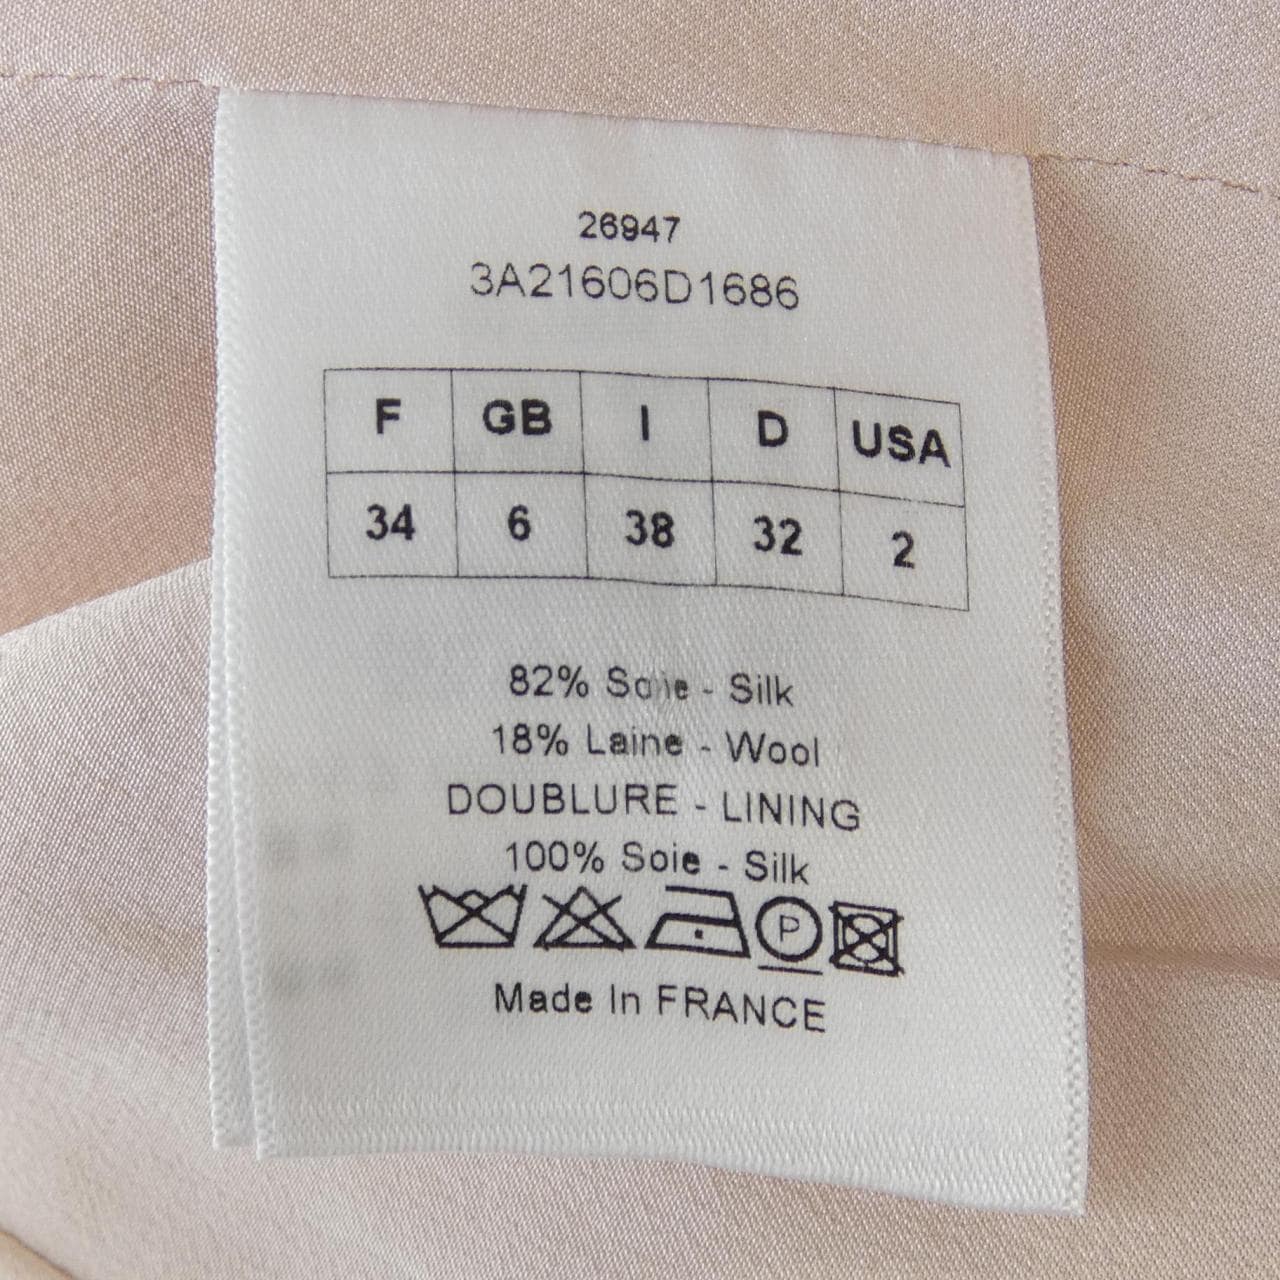 26947
3A21606D1686
F GB I D USA
34 6 38 32 2
82% Soie - Silk
18% Laine - Wool
DOUBLURE - LINING
100% Soie - Silk
P
Made In FRANCE